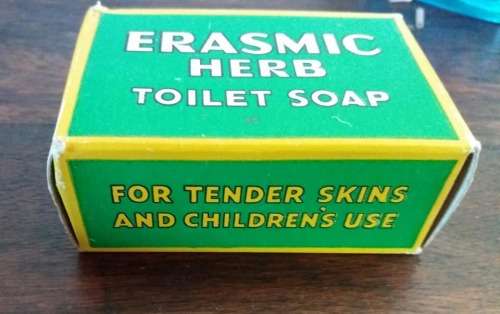 ERASMIC
HERB
TOILET SOAP
FOR TENDER SKINS
AND CHILDREN'S USE